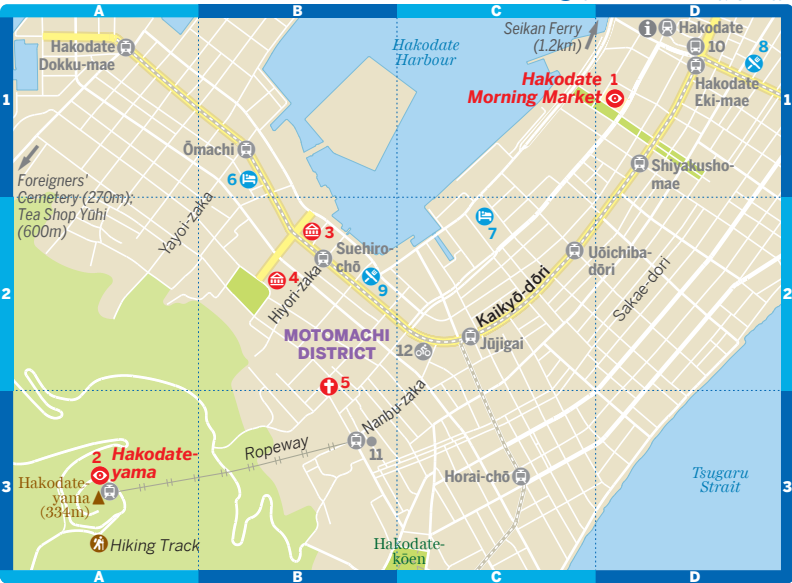 A
B
C
D
Seikan Ferry
(1.2km)
Hakodate
10
8
Hakodate
Dokku-mae
Hakodate
Harbour
Hakodate
Eki-mae
Hakodate 1
Morning Market
1
1
Ōmachi
Shiyakusho-
mae
6
Foreigners'
Cemetery (270m);
Tea Shop Yūhi
(600m)
Yayoi-zaka
3
7
Suehiro-
chō
Uōichiba-
dōri
4
9
Hiyori-zaka
Kaikyō-dōri
Sakae-dori
2
2
MOTOMACHI
DISTRICT
12
Jūjigai
5
Nanbu-zaka
2 Hakodate-
yama
Ropeway
11
Horai-chō
Tsugaru
Strait
Hakodate-
yama
(334m)
3
3
Hiking Track
Hakodate-
kōen
A
B
C
D